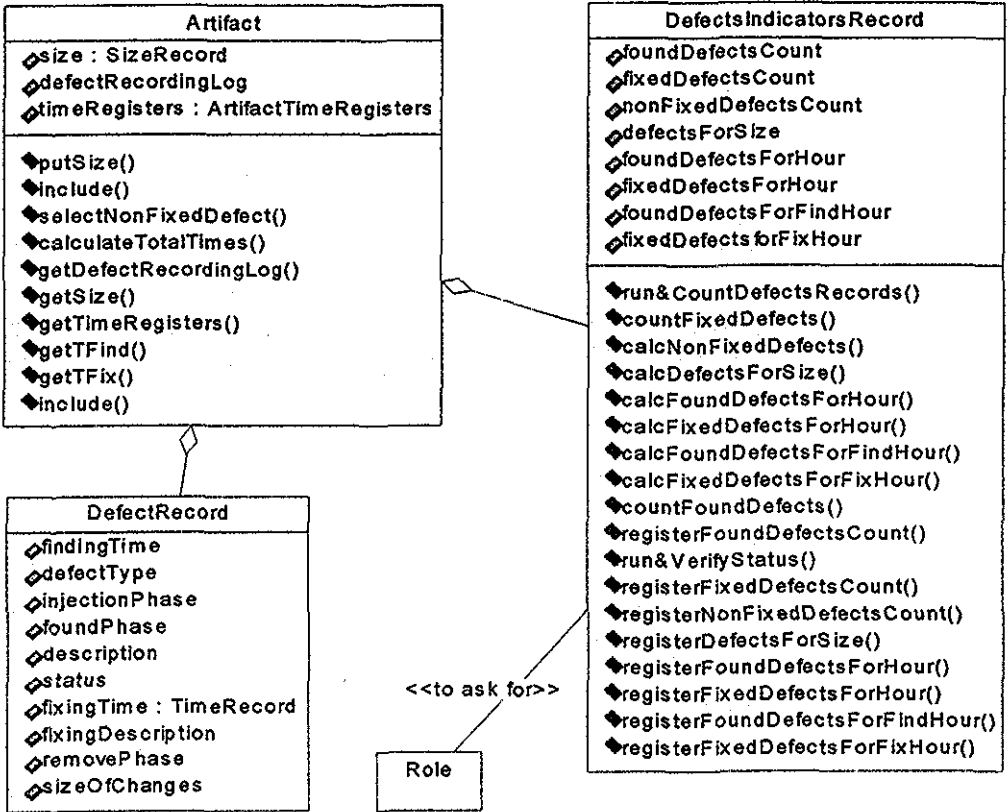 Artifact
size : SizeRecord
defectRecordingLog
timeRegisters : ArtifactTimeRegisters
putSize()
include()
selectNonFixedDefect()
calculateTotalTimes()
getDefectRecordingLog()
getSize()
getTimeRegisters()
getTFind()
getTFix()
include()
DefectsIndicatorsRecord
foundDefectsCount
fixedDefectsCount
nonFixedDefectsCount
defectsForSize
foundDefectsForHour
fixedDefectsForHour
foundDefectsForFindHour
fixedDefectsforFixHour
run&CountDefectsRecords()
countFixedDefects()
calcNonFixedDefects()
calcDefectsForSize()
calcFoundDefectsForHour()
calcFixedDefectsForHour()
calcFoundDefectsForFindHour()
calcFixedDefectsForFixHour()
countFoundDefects()
registerFoundDefectsCount()
run&VerifyStatus()
registerFixedDefectsCount()
registerNonFixedDefectsCount()
registerDefectsForSize()
registerFoundDefectsForHour()
registerFixedDefectsForHour()
registerFoundDefectsForFindHour()
registerFixedDefectsForFixHour()
DefectRecord
findingTime
defectType
injectionPhase
foundPhase
description
status
fixingTime : TimeRecord
fixingDescription
removePhase
sizeOfChanges
<<to ask for>>
Role